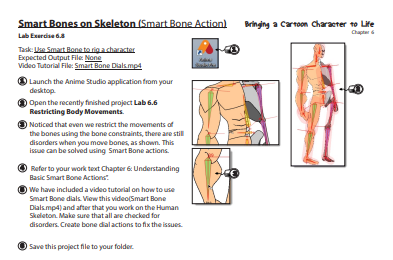 Smart Bones on Skeleton (Smart Bone Action)
Bringing a Cartoon Character to Life
Chapter 6
Lab Exercise 6.8
Task: Use Smart Bone to rig a character
Expected Output File: None
Video Tutorial File: Smart Bone Dials.mp4
1 Launch the Anime Studio application from your
desktop.
2 Open the recently finished project Lab 6.6
Restricting Body Movements.
3 Noticed that even we restrict the movements of
the bones using the bone constraints, there are still
disorders when you move bones, as shown. This
issue can be solved using Smart Bone actions.
4 Refer to your work text Chapter 6: Understanding
Basic Smart Bone Actions".
5 We have included a video tutorial on how to use
Smart Bone dials. View this video(Smart Bone
Dials.mp4) and after that you work on the Human
Skeleton. Make sure that all are checked for
disorders. Create bone dial actions to fix the issues.
6 Save this project file to your folder.
1
3